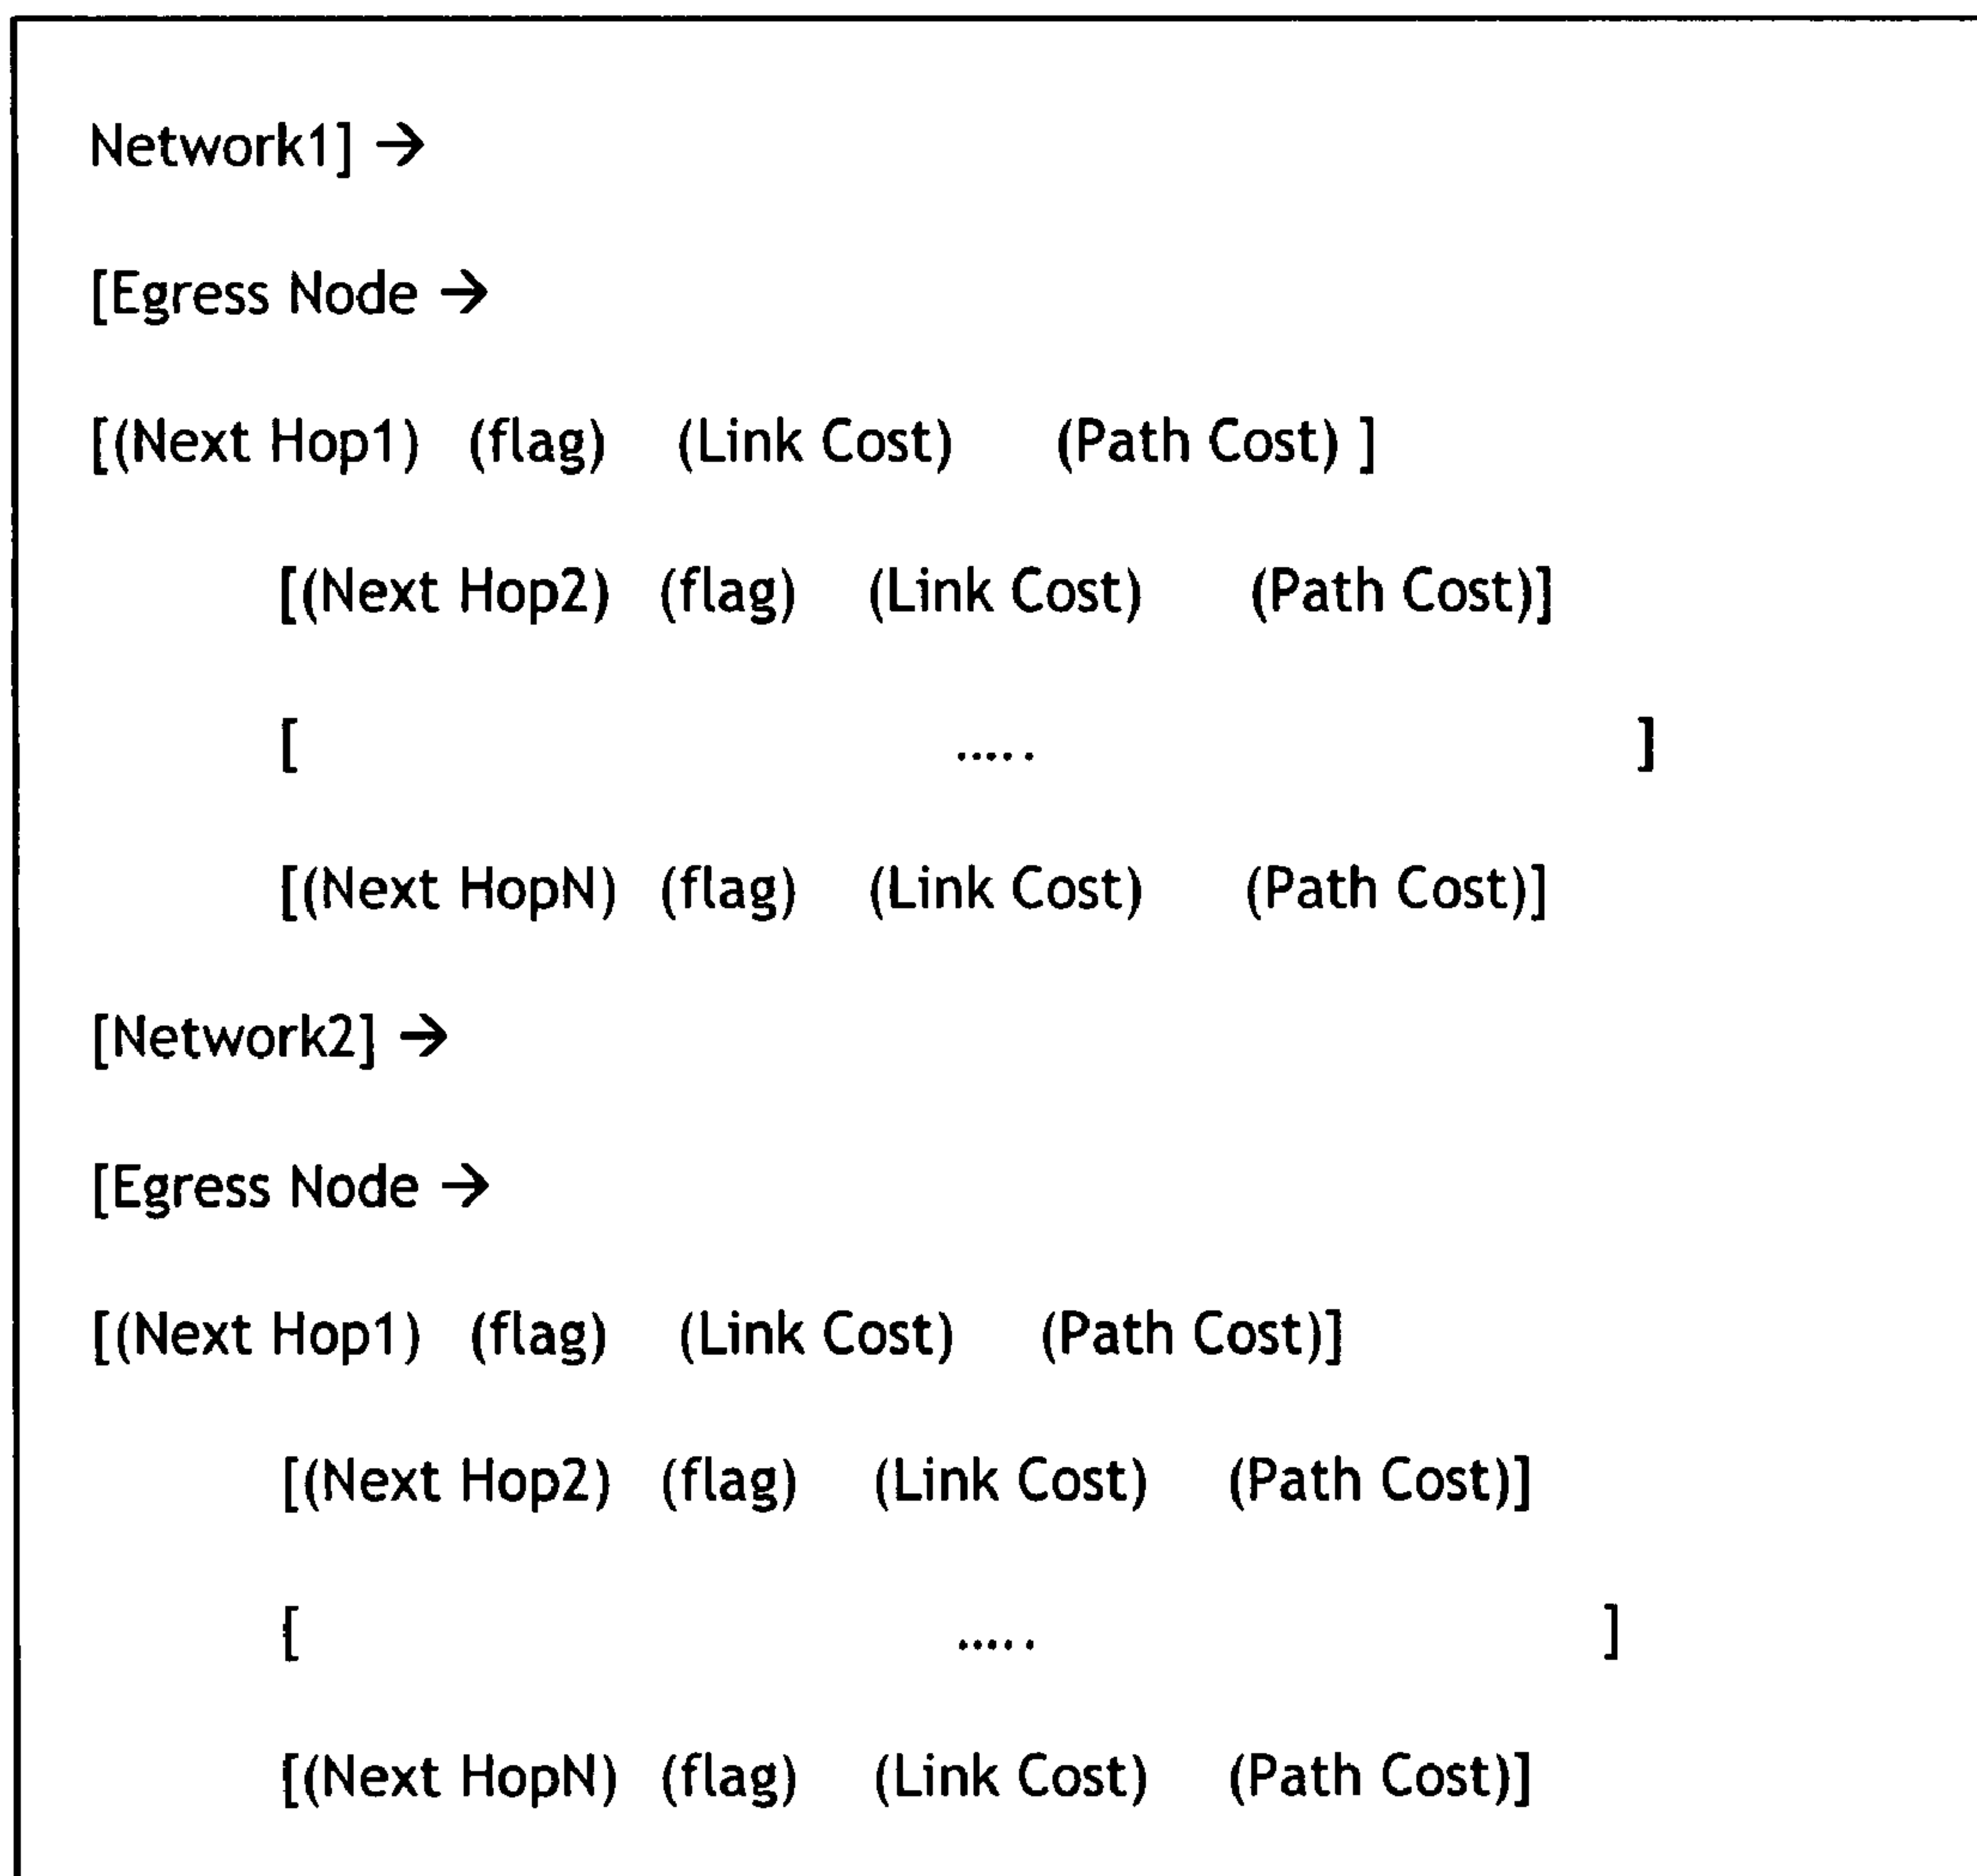 Network1] →
[Egress Node →
[(Next Hop1) (flag) (Link Cost) (Path Cost) ]
[(Next Hop2) (flag) (Link Cost) (Path Cost)]
[ ..... ]
[(Next HopN) (flag) (Link Cost) (Path Cost)]
[Network2] →
[Egress Node →
[(Next Hop1) (flag) (Link Cost) (Path Cost)]
[(Next Hop2) (flag) (Link Cost) (Path Cost)]
[ ..... ]
[(Next HopN) (flag) (Link Cost) (Path Cost)]